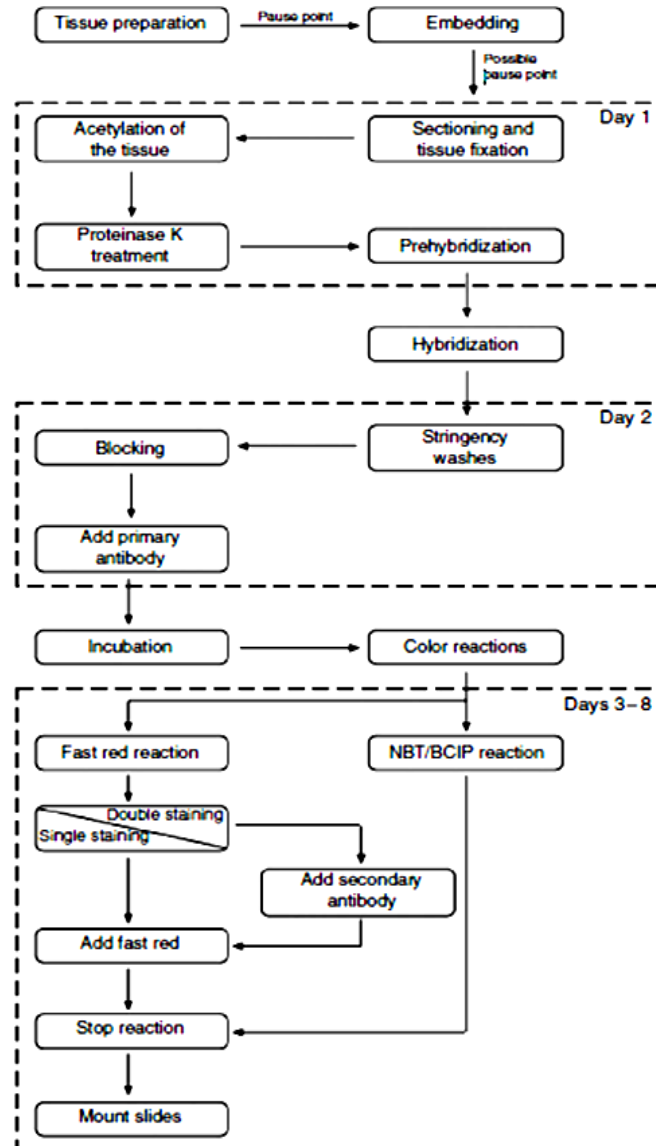 Tissue preparation
Pause point
Embedding
Possible
pause point
Day 1
Acetylation of
the tissue
Sectioning and
tissue fixation
Proteinase K
treatment
Prehybridization
Hybridization
Day 2
Blocking
Stringency
washes
Add primary
antibody
Incubation
Color reactions
Days 3–8
Fast red reaction
NBT/BCIP reaction
Double staining
Single staining
Add secondary
antibody
Add fast red
Stop reaction
Mount slides